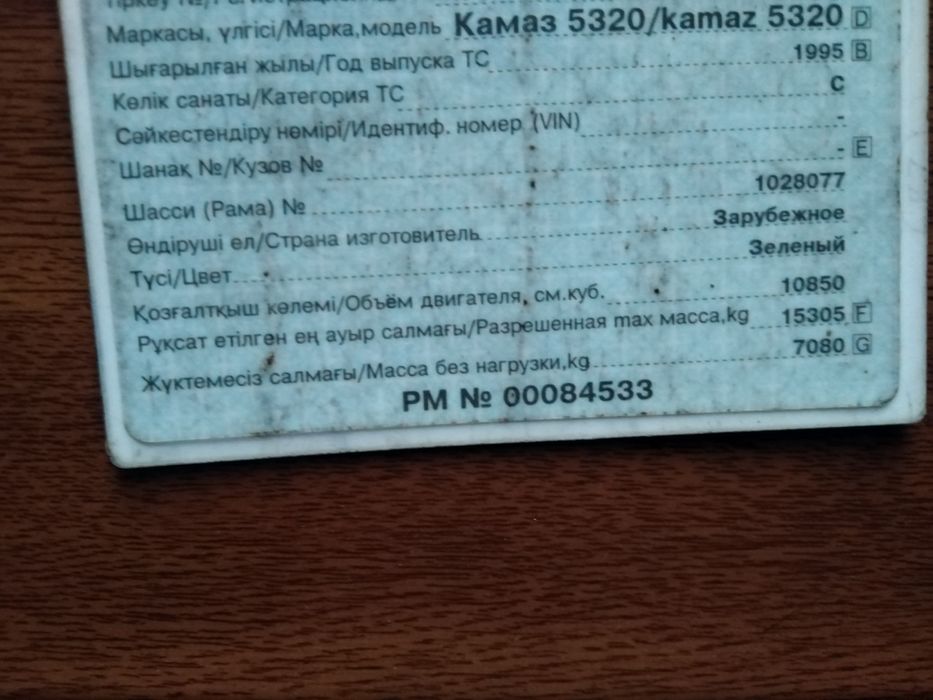 Маркасы, үлгісі/Марка,модель Камаз 5320/kamaz 5320 D
Шығарылған жылы/Год выпуска ТС 1995 B
Көлік санаты/Категория ТС C
Сәйкестендіру нөмірі/Идентиф. номер (VIN) -
Шанақ №/Кузов № - E
Шасси (Рама) № 1028077
Өндіруші ел/Страна изготовитель Зарубежное
Түсі/Цвет Зеленый
Қозғалтқыш көлемі/Объём двигателя, см.куб. 10850
Рұқсат етілген ең ауыр салмағы/Разрешенная max масса,kg 15305 F
Жүктемесіз салмағы/Масса без нагрузки,kg 7080 G
РМ № 00084533